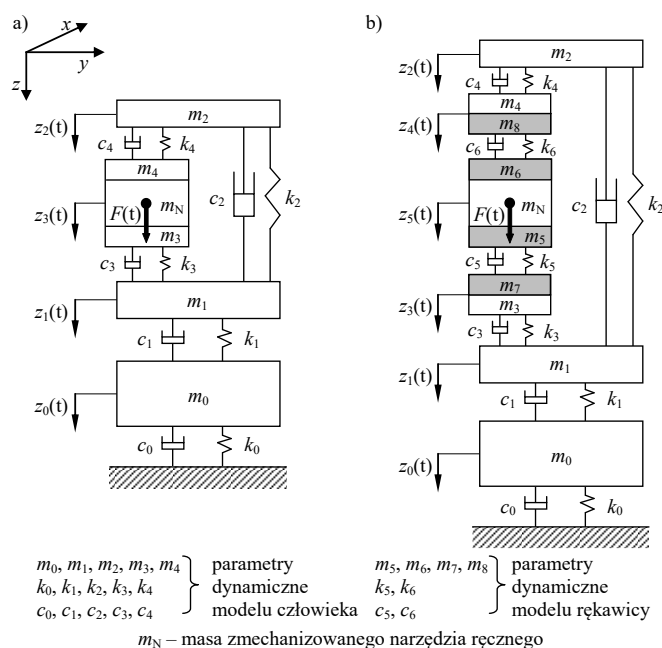 a)
x
y
z
m₂
z₂(t)
c₄
k₄
m₄
z₃(t)
F(t)
m_N
c₂
k₂
m₃
c₃
k₃
z₁(t)
m₁
c₁
k₁
z₀(t)
m₀
c₀
k₀
b)
m₂
z₂(t)
c₄
k₄
m₄
z₄(t)
m₈
c₆
k₆
m₆
z₅(t)
F(t)
m_N
c₂
k₂
m₅
c₅
k₅
m₇
z₃(t)
m₃
c₃
k₃
z₁(t)
m₁
c₁
k₁
z₀(t)
m₀
c₀
k₀
m₀, m₁, m₂, m₃, m₄ parametry
k₀, k₁, k₂, k₃, k₄ dynamiczne
c₀, c₁, c₂, c₃, c₄ modelu człowieka
m₅, m₆, m₇, m₈ parametry
k₅, k₆ dynamiczne
c₅, c₆ modelu rękawicy
m_N – masa zmechanizowanego narzędzia ręcznego